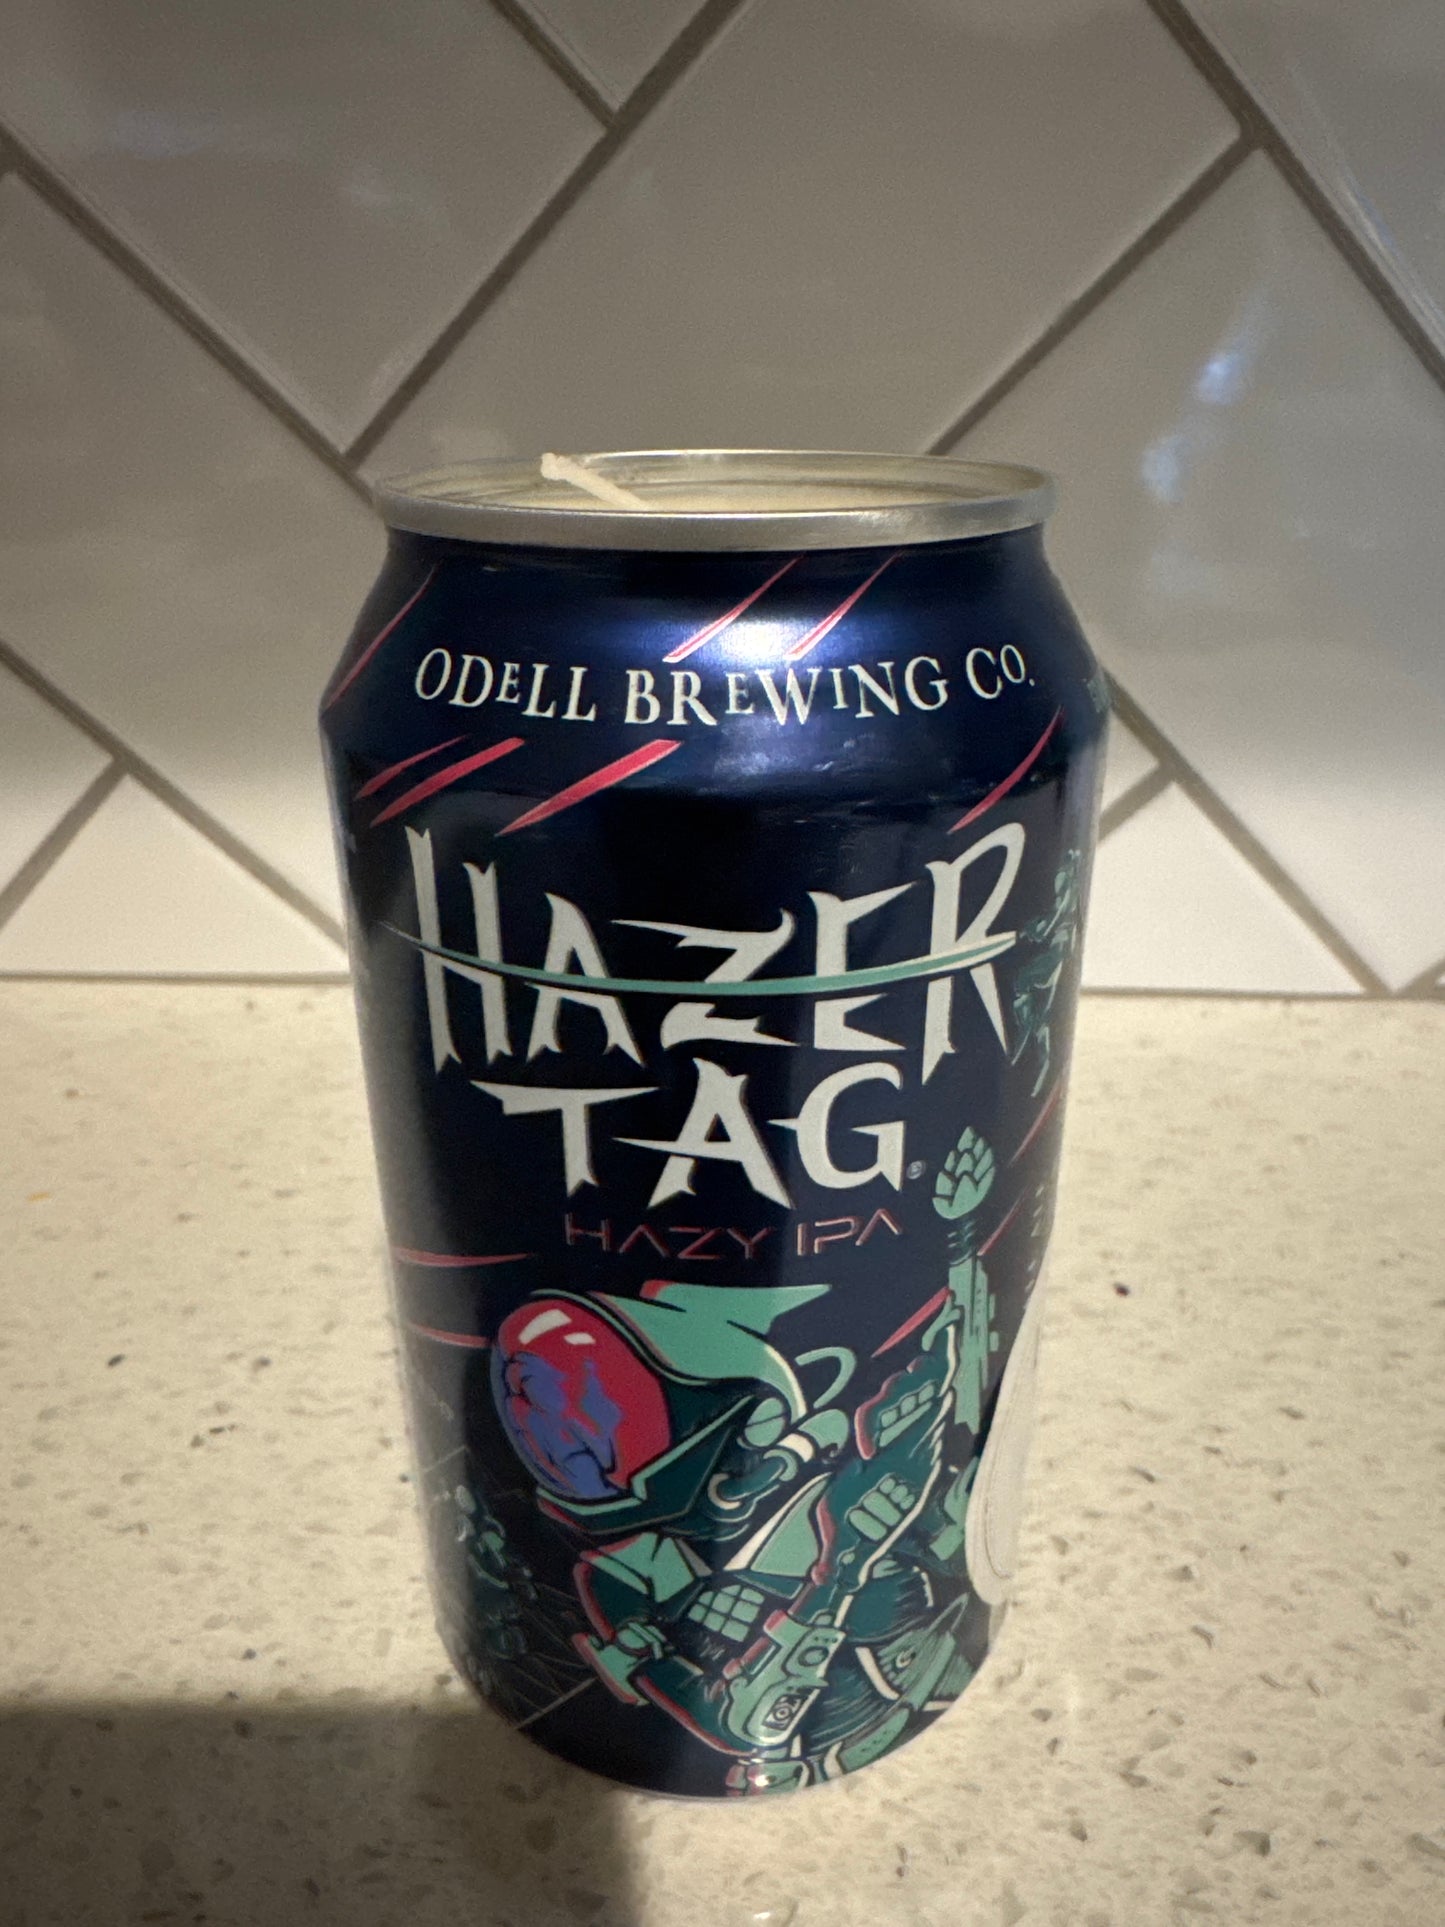 ODELL BREWING CO.
HAZER
TAG®
HAZY IPA